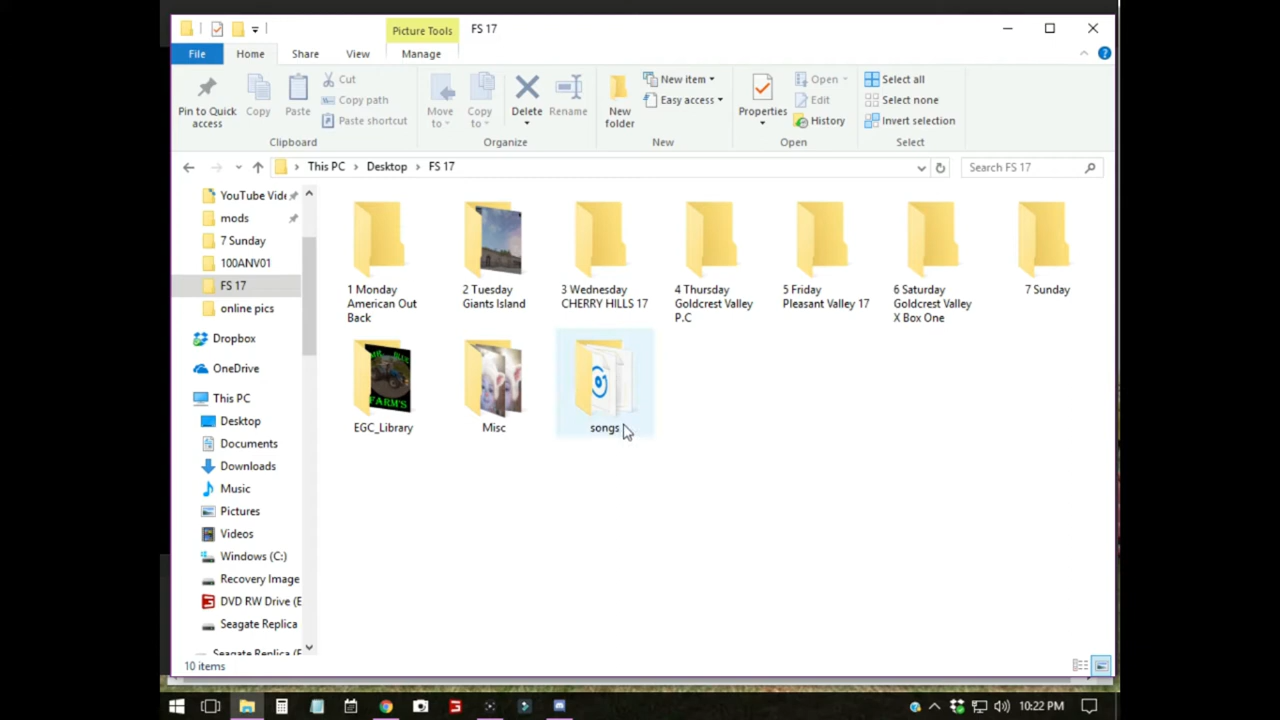 Picture Tools
FS 17
File
Home
Share
View
Manage
Pin to Quick
access
Copy
Paste
Cut
Copy path
Paste shortcut
Clipboard
Move
to
Copy
to
Delete
Rename
Organize
New
folder
New item
Easy access
New
Properties
Open
Edit
History
Open
Select all
Select none
Invert selection
Select
This PC
Desktop
FS 17
Search FS 17
YouTube Vide
mods
7 Sunday
100ANV01
FS 17
online pics
Dropbox
OneDrive
This PC
Desktop
Documents
Downloads
Music
Pictures
Videos
Windows (C:)
Recovery Image
DVD RW Drive (E
Seagate Replica
Seagate Replica (E
1 Monday
American Out
Back
2 Tuesday
Giants Island
3 Wednesday
CHERRY HILLS 17
4 Thursday
Goldcrest Valley
P.C
5 Friday
Pleasant Valley 17
6 Saturday
Goldcrest Valley
X Box One
7 Sunday
FARM'S
EGC_Library
Misc
songs
10 items
10:22 PM